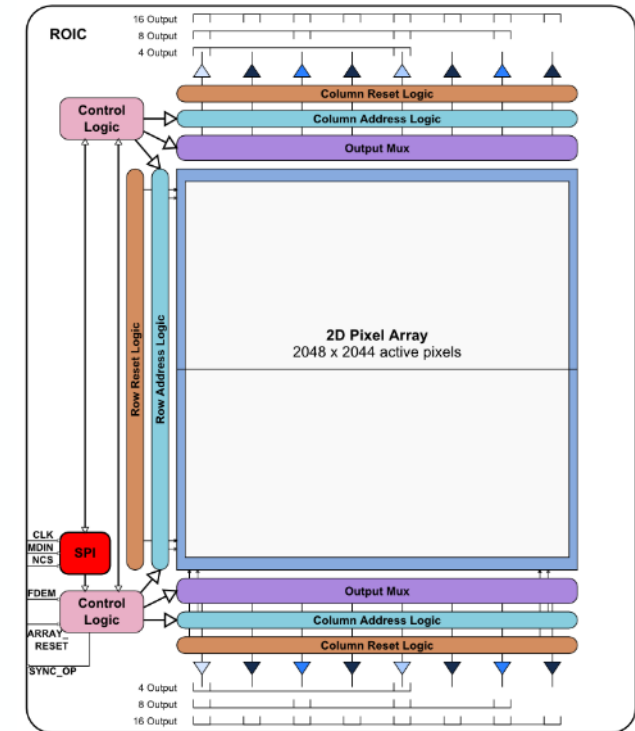 ROIC
16 Output
8 Output
4 Output
Column Reset Logic
Control
Logic
Column Address Logic
Output Mux
Row Reset Logic
Row Address Logic
2D Pixel Array
2048 x 2044 active pixels
CLK
MDIN
NCS
SPI
FDEM
Control
Logic
ARRAY_
RESET
SYNC_OP
Output Mux
Column Address Logic
Column Reset Logic
4 Output
8 Output
16 Output